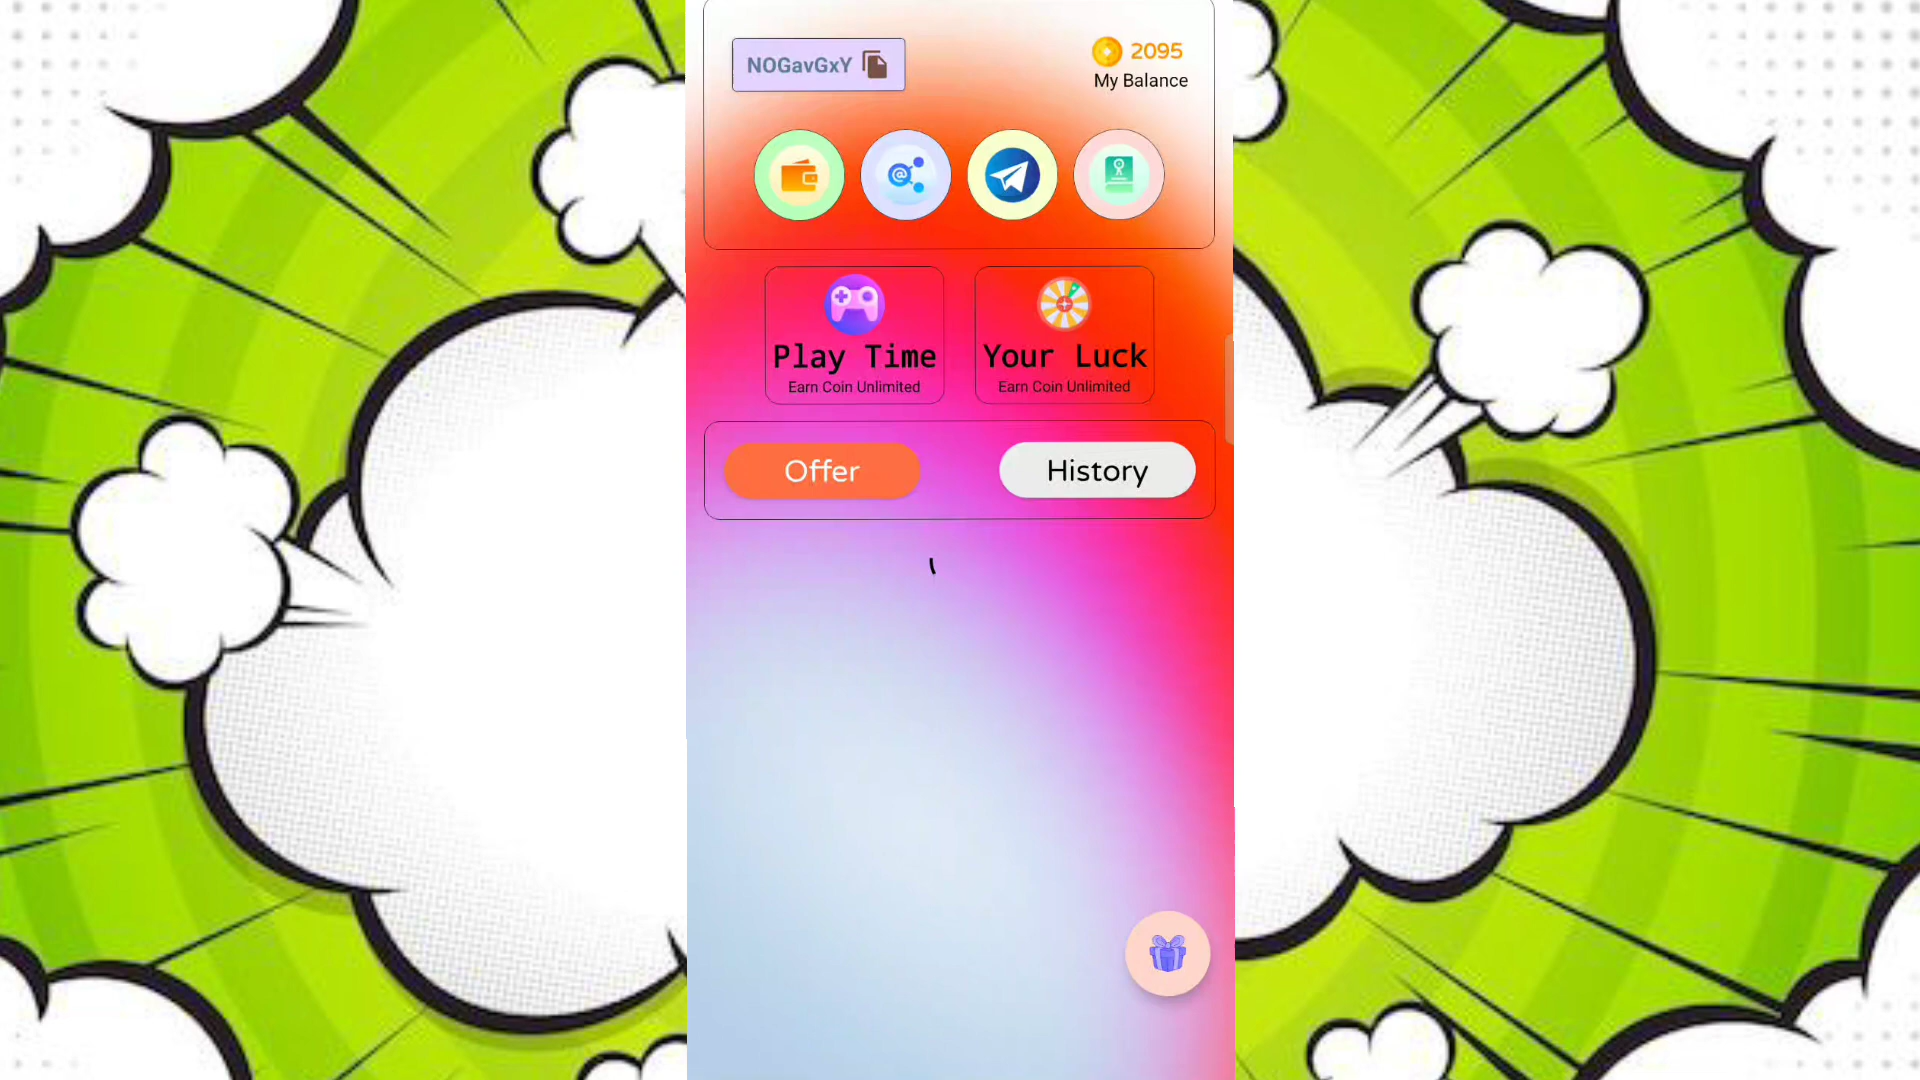 NOGavGxY
2095
My Balance
Play Time
Earn Coin Unlimited
Your Luck
Earn Coin Unlimited
Offer
History